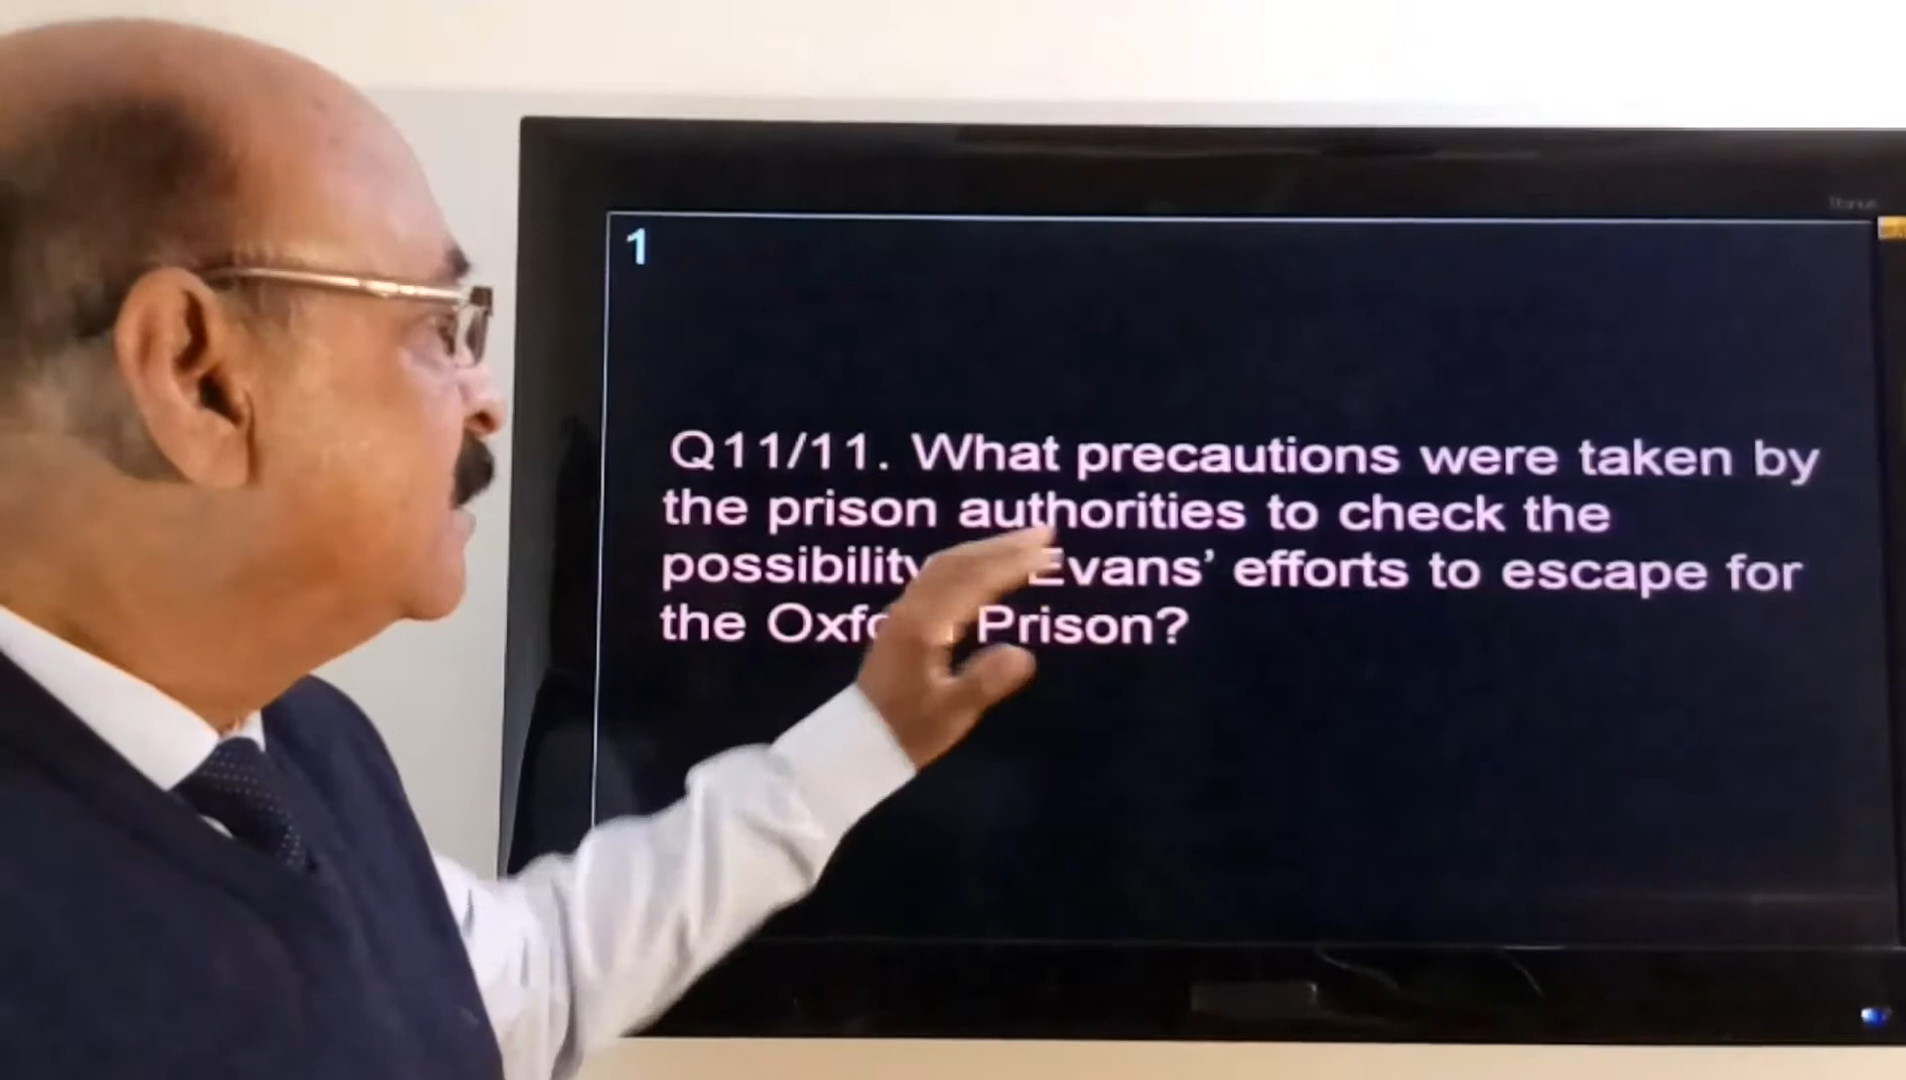 1
Q11/11. What precautions were taken by
the prison authorities to check the
possibility Evans' efforts to escape for
the Prison?